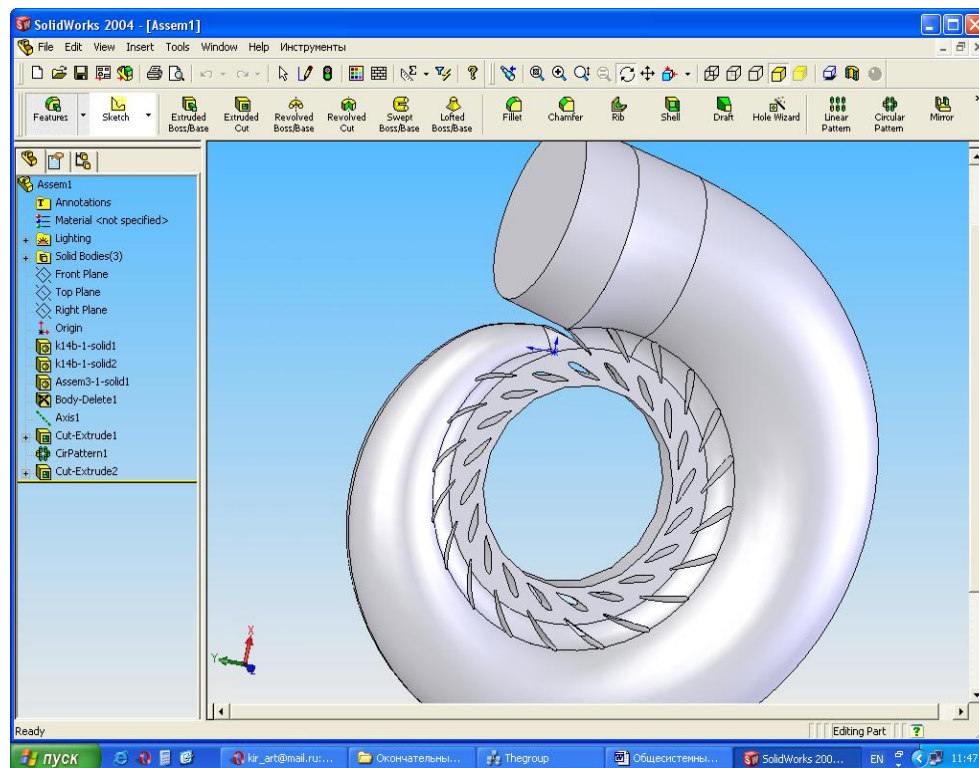 SolidWorks 2004 - [Assem1]
File Edit View Insert Tools Window Help Инструменты
Features Sketch Extruded Boss/Base Extruded Cut Revolved Boss/Base Revolved Cut Swept Boss/Base Lofted Boss/Base Fillet Chamfer Rib Shell Draft Hole Wizard Linear Pattern Circular Pattern Mirror
Assem1
Annotations
Material <not specified>
Lighting
Solid Bodies(3)
Front Plane
Top Plane
Right Plane
Origin
k14b-1-solid1
k14b-1-solid2
Assem3-1-solid1
Body-Delete1
Axis1
Cut-Extrude1
CirPattern1
Cut-Extrude2
X
Y
Z
Ready Editing Part
пуск kir_art@mail.ru:... Окончательны... Thegroup Общесистемны... SolidWorks 200... EN 11:47